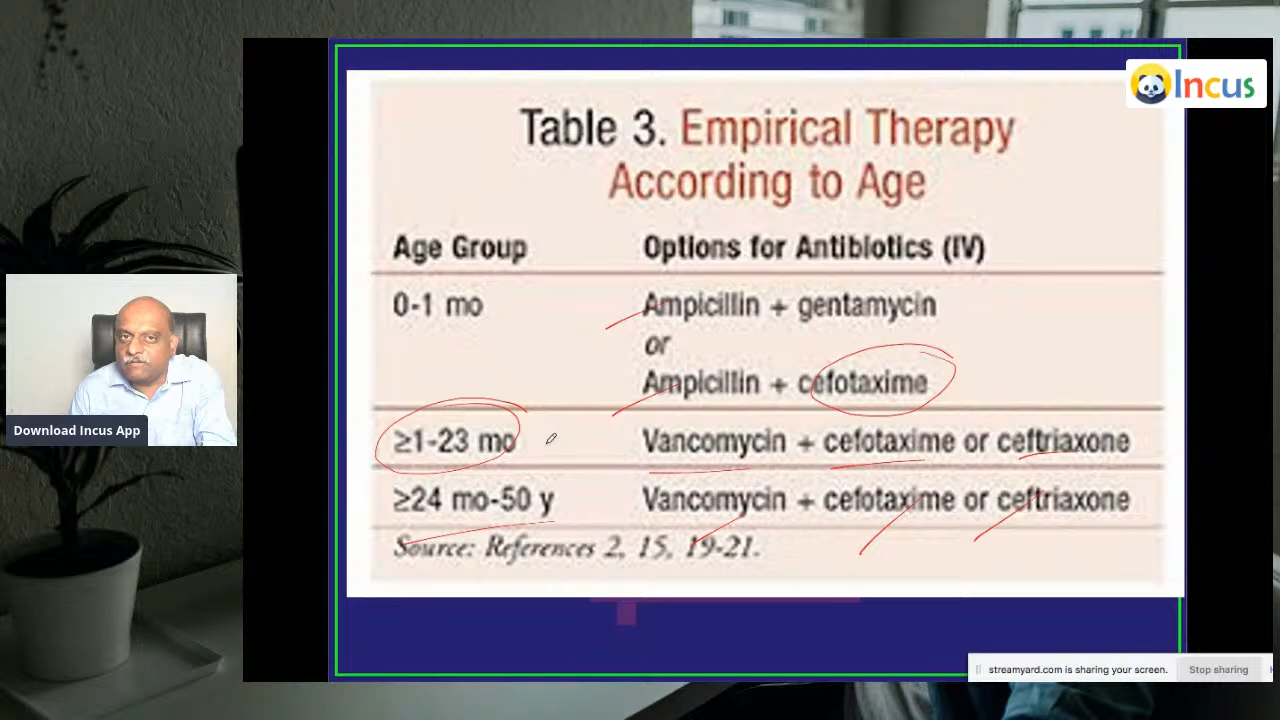 Incus
Table 3. Empirical Therapy
According to Age
Age Group Options for Antibiotics (IV)
0-1 mo Ampicillin + gentamycin
or
Ampicillin + cefotaxime
≥1-23 mo Vancomycin + cefotaxime or ceftriaxone
≥24 mo-50 y Vancomycin + cefotaxime or ceftriaxone
Source: References 2, 15, 19-21.
Download Incus App
streamyard.com is sharing your screen. Stop sharing